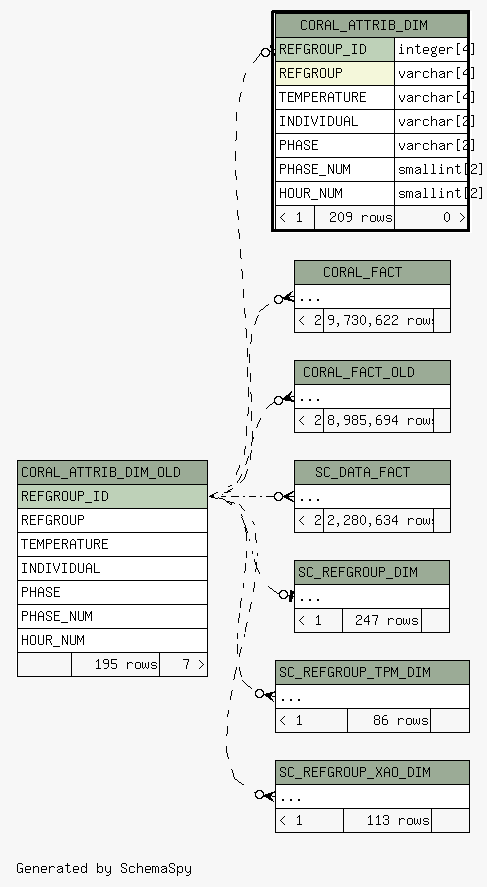 CORAL_ATTRIB_DIM
REFGROUP_ID integer[4]
REFGROUP varchar[4]
TEMPERATURE varchar[4]
INDIVIDUAL varchar[2]
PHASE varchar[2]
PHASE_NUM smallint[2]
HOUR_NUM smallint[2]
< 1 209 rows 0 >
CORAL_FACT
...
< 2 9,730,622 rows
CORAL_FACT_OLD
...
< 2 8,985,694 rows
CORAL_ATTRIB_DIM_OLD
REFGROUP_ID
REFGROUP
TEMPERATURE
INDIVIDUAL
PHASE
PHASE_NUM
HOUR_NUM
195 rows 7 >
SC_DATA_FACT
...
< 2 2,280,634 rows
SC_REFGROUP_DIM
...
< 1 247 rows
SC_REFGROUP_TPM_DIM
...
< 1 86 rows
SC_REFGROUP_XAO_DIM
...
< 1 113 rows
Generated by SchemaSpy